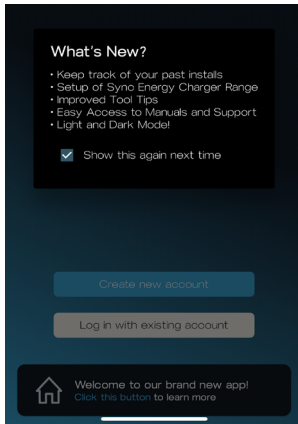 What's New?
• Keep track of your past installs
• Setup of Sync Energy Charger Range
• Improved Tool Tips
• Easy Access to Manuals and Support
• Light and Dark Mode!
Show this again next time
Create new account
Log in with existing account
Welcome to our brand new app!
Click this button to learn more